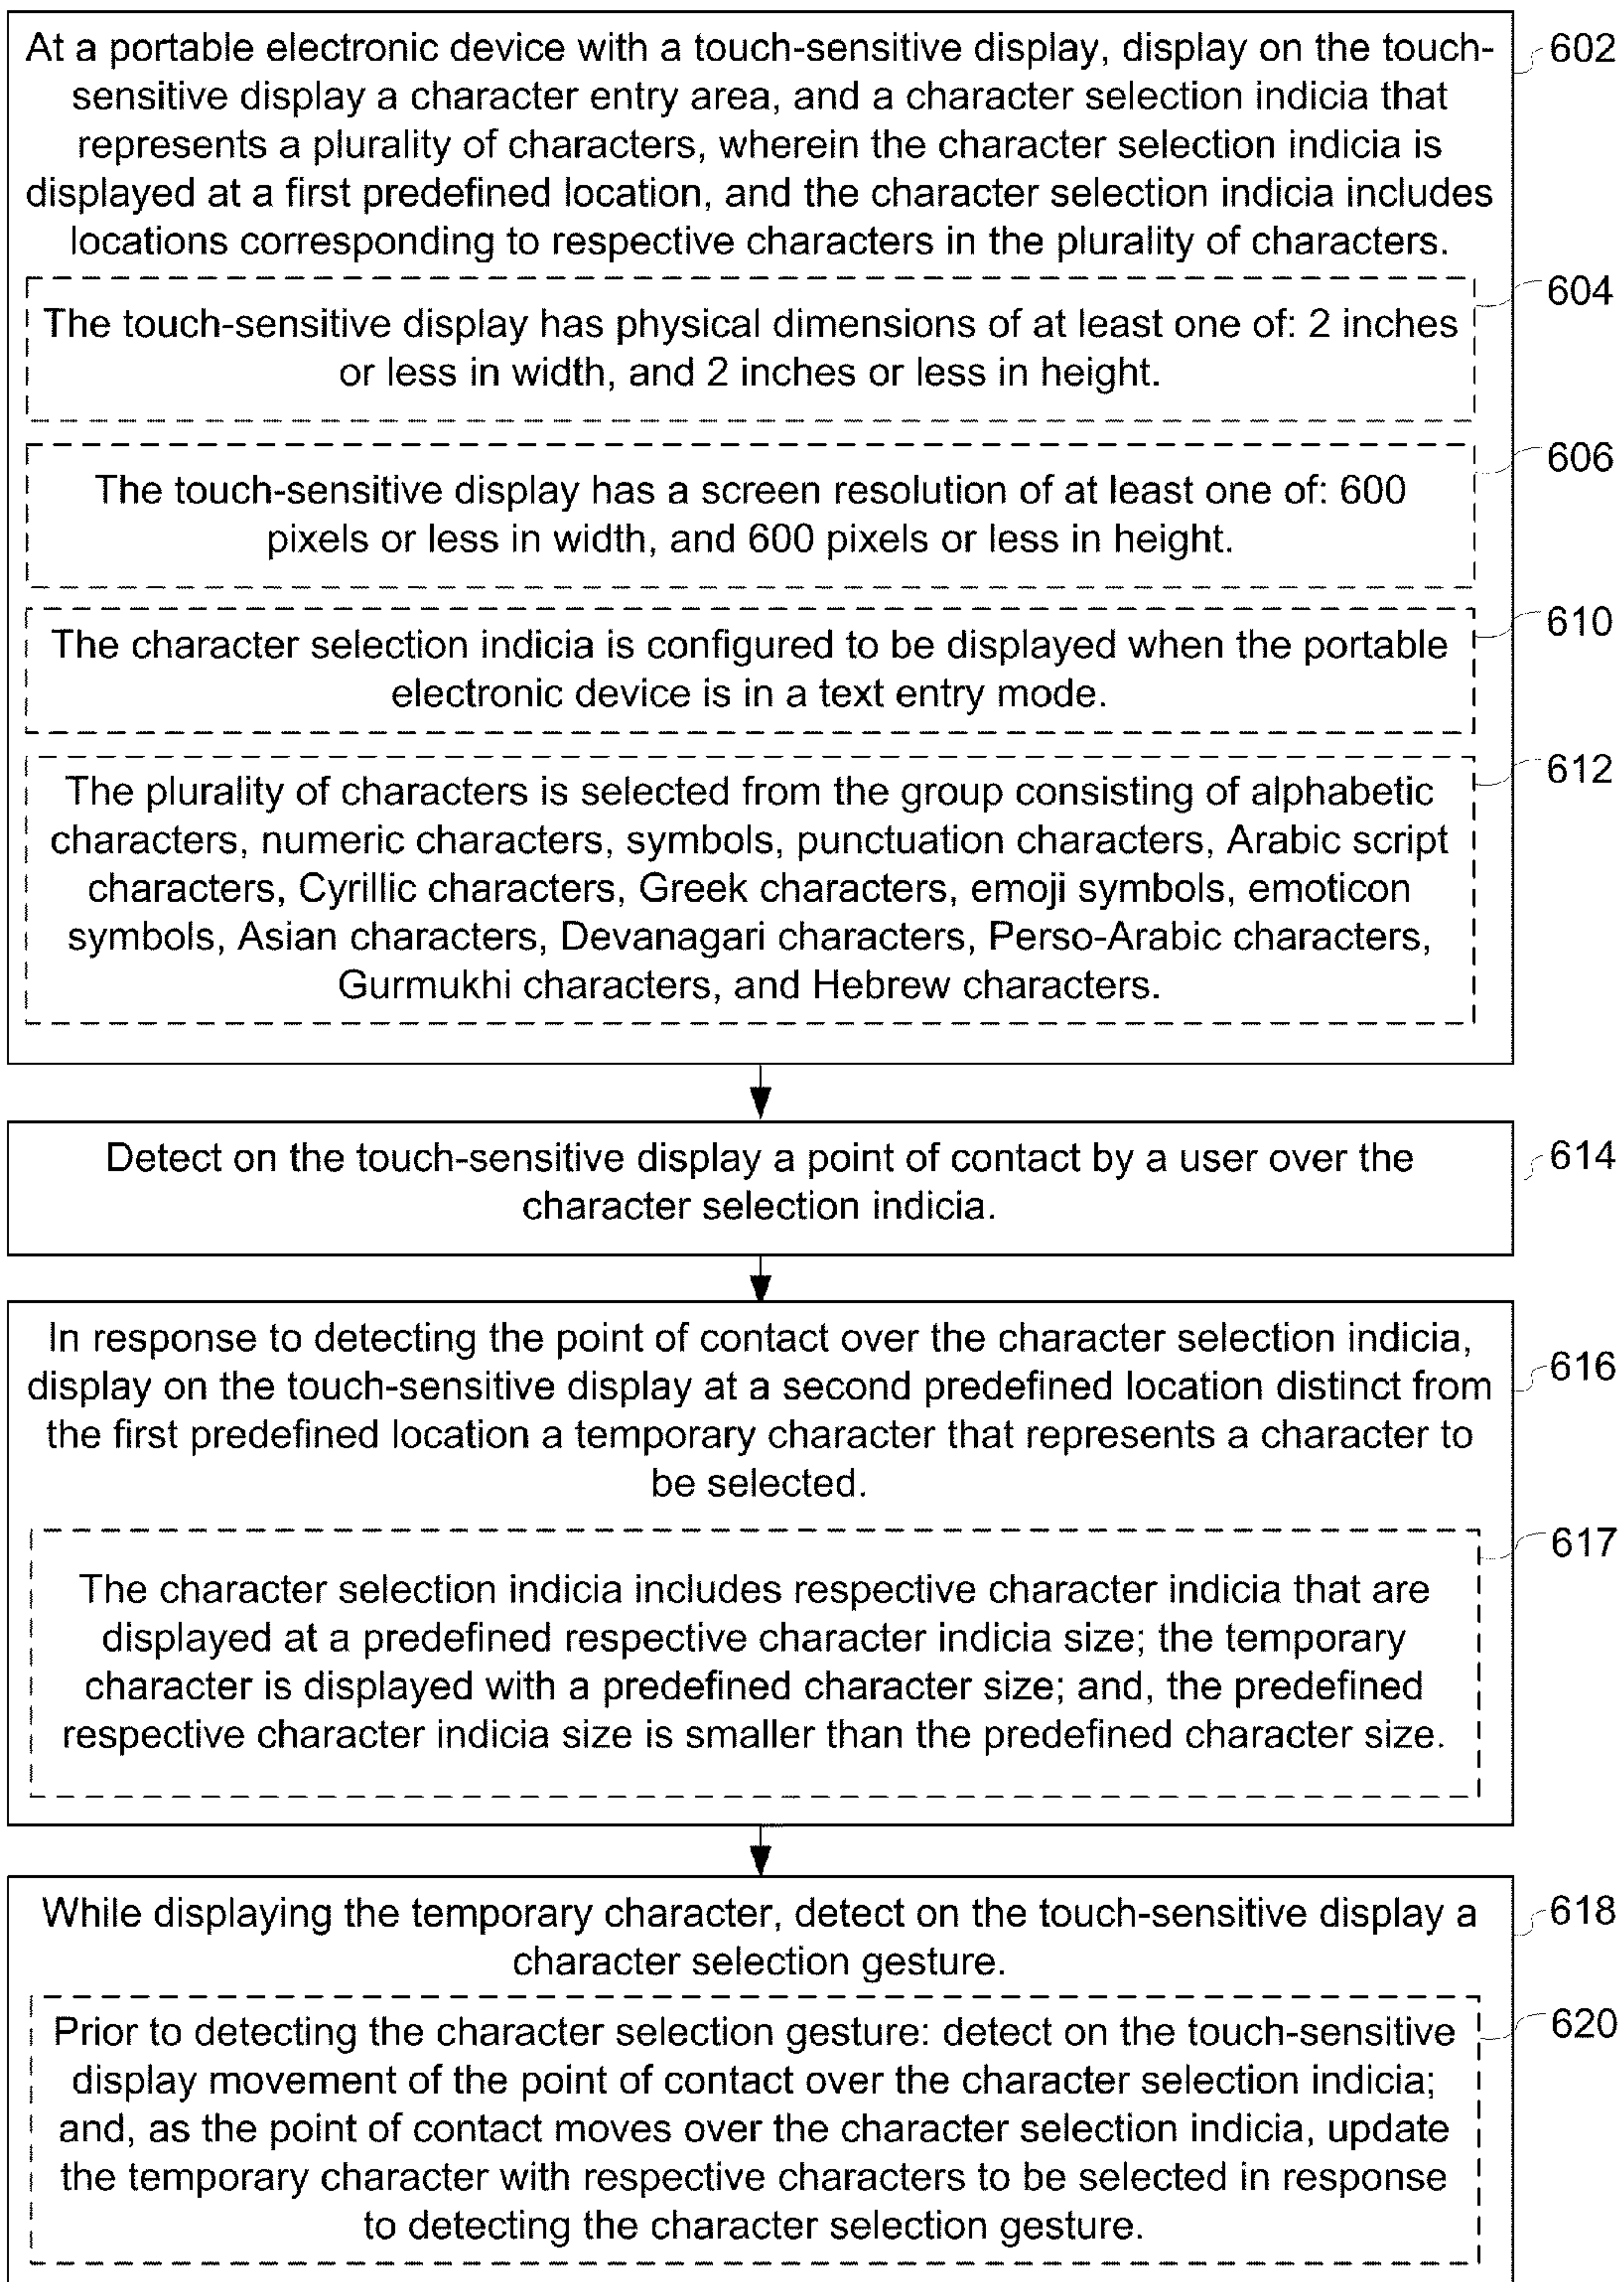 At a portable electronic device with a touch-sensitive display, display on the touch-
sensitive display a character entry area, and a character selection indicia that
represents a plurality of characters, wherein the character selection indicia is
displayed at a first predefined location, and the character selection indicia includes
locations corresponding to respective characters in the plurality of characters.
602
The touch-sensitive display has physical dimensions of at least one of: 2 inches
or less in width, and 2 inches or less in height.
604
The touch-sensitive display has a screen resolution of at least one of: 600
pixels or less in width, and 600 pixels or less in height.
606
The character selection indicia is configured to be displayed when the portable
electronic device is in a text entry mode.
610
The plurality of characters is selected from the group consisting of alphabetic
characters, numeric characters, symbols, punctuation characters, Arabic script
characters, Cyrillic characters, Greek characters, emoji symbols, emoticon
symbols, Asian characters, Devanagari characters, Perso-Arabic characters,
Gurmukhi characters, and Hebrew characters.
612
Detect on the touch-sensitive display a point of contact by a user over the
character selection indicia.
614
In response to detecting the point of contact over the character selection indicia,
display on the touch-sensitive display at a second predefined location distinct from
the first predefined location a temporary character that represents a character to
be selected.
616
The character selection indicia includes respective character indicia that are
displayed at a predefined respective character indicia size; the temporary
character is displayed with a predefined character size; and, the predefined
respective character indicia size is smaller than the predefined character size.
617
While displaying the temporary character, detect on the touch-sensitive display a
character selection gesture.
618
Prior to detecting the character selection gesture: detect on the touch-sensitive
display movement of the point of contact over the character selection indicia;
and, as the point of contact moves over the character selection indicia, update
the temporary character with respective characters to be selected in response
to detecting the character selection gesture.
620